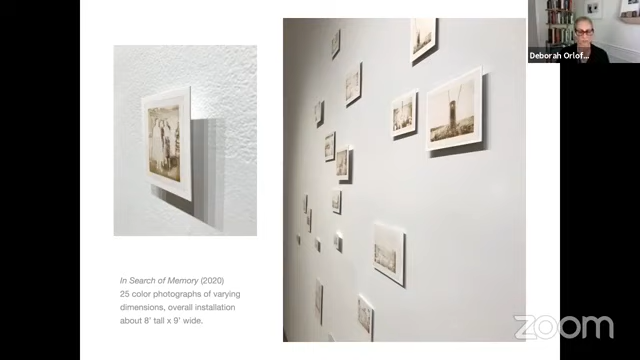 Deborah Orlof...
In Search of Memory (2020)
25 color photographs of varying
dimensions, overall installation
about 8' tall x 9' wide.
zoom